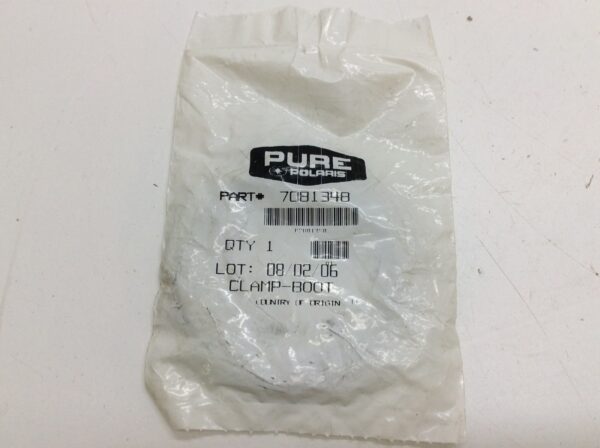 PURE
POLARIS
PART# 7081348
QTY 1
LOT: 08/02/06
CLAMP-BOOT
COUNTRY OF ORIGIN